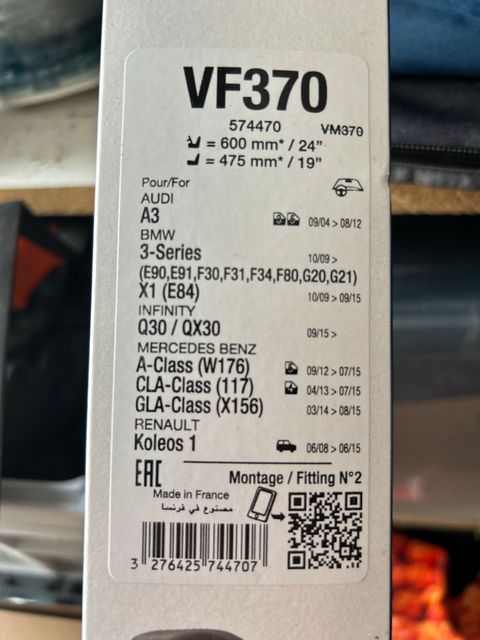 VF370
574470 VM370
= 600 mm* / 24"
= 475 mm* / 19"
Pour/For
AUDI
A3 09/04 > 08/12
BMW
3-Series 10/09 >
(E90,E91,F30,F31,F34,F80,G20,G21)
X1 (E84) 10/09 > 09/15
INFINITY
Q30 / QX30 09/15 >
MERCEDES BENZ
A-Class (W176) 09/12 > 07/15
CLA-Class (117) 04/13 > 07/15
GLA-Class (X156) 03/14 > 08/15
RENAULT
Koleos 1 06/08 > 06/15
EAC Montage / Fitting N°2
Made in France
مصنوع في فرنسا
3 276425 744707